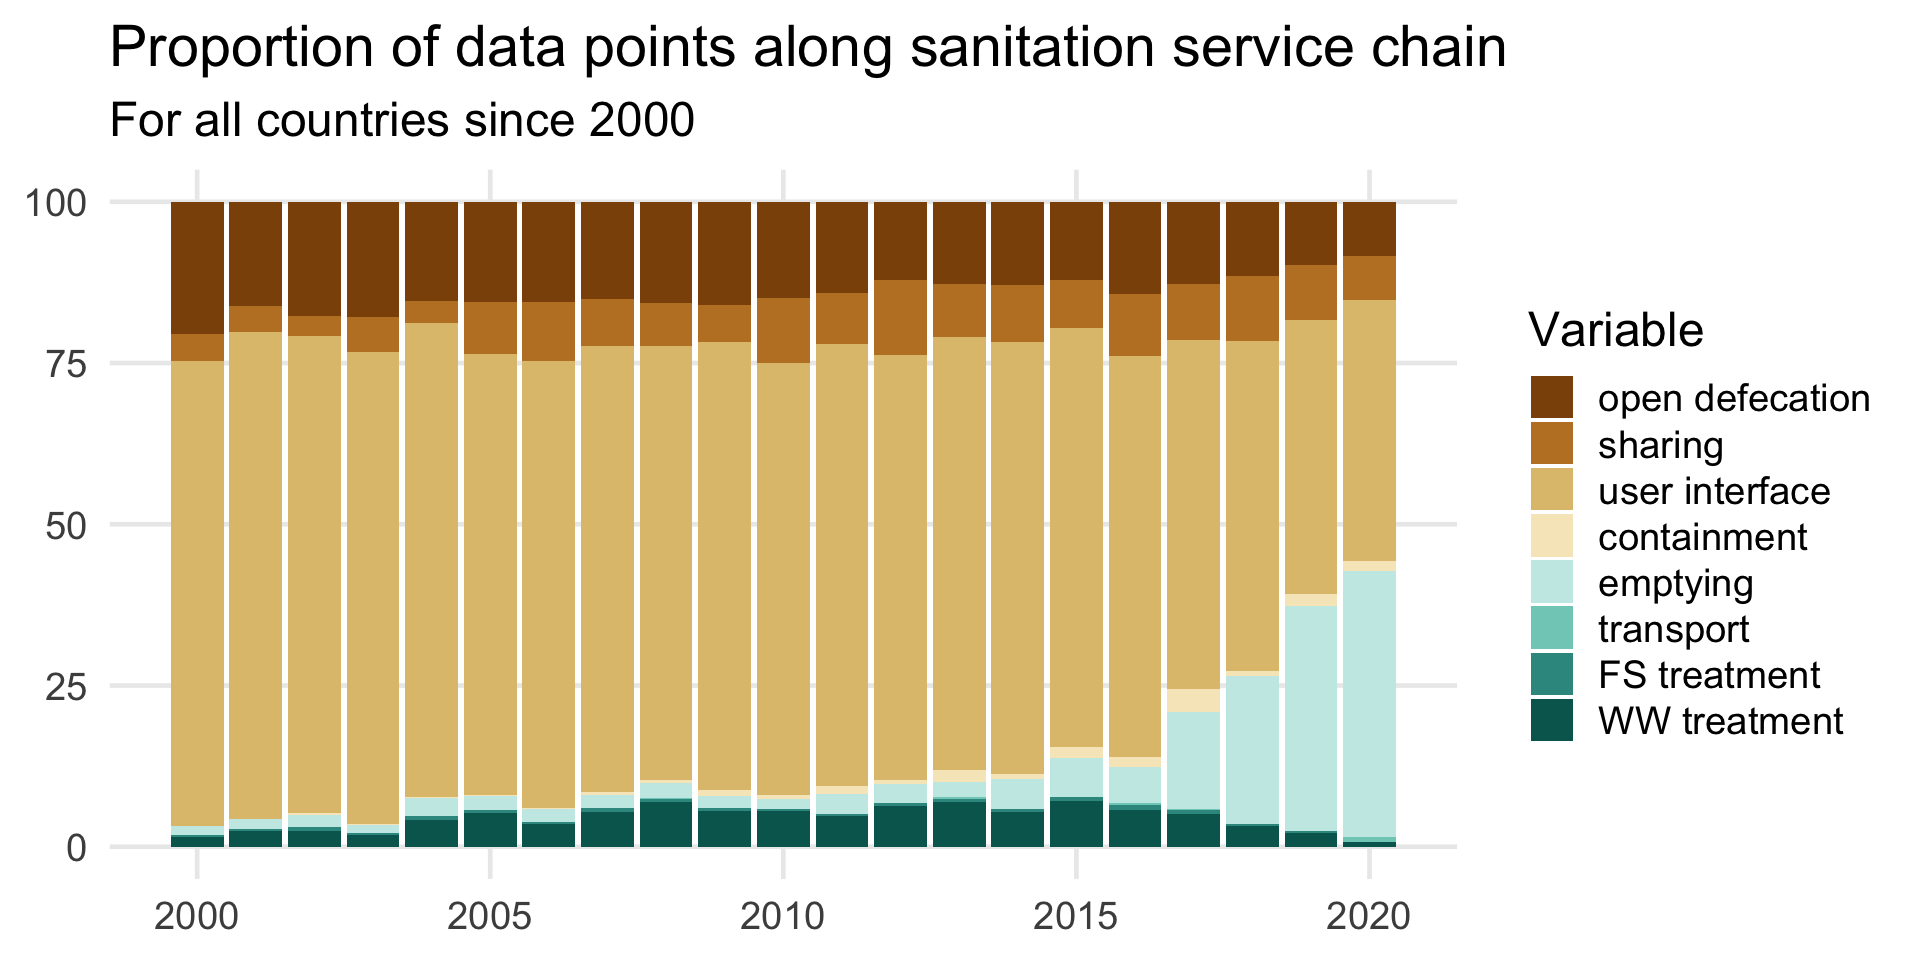 Proportion of data points along sanitation service chain
For all countries since 2000
100
75
50
25
0
2000
2005
2010
2015
2020
Variable
open defecation
sharing
user interface
containment
emptying
transport
FS treatment
WW treatment